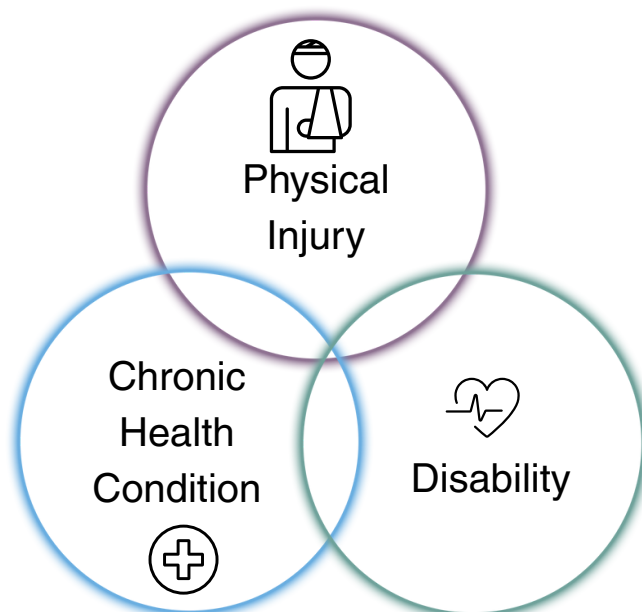 Physical
Injury
Chronic
Health
Condition
Disability